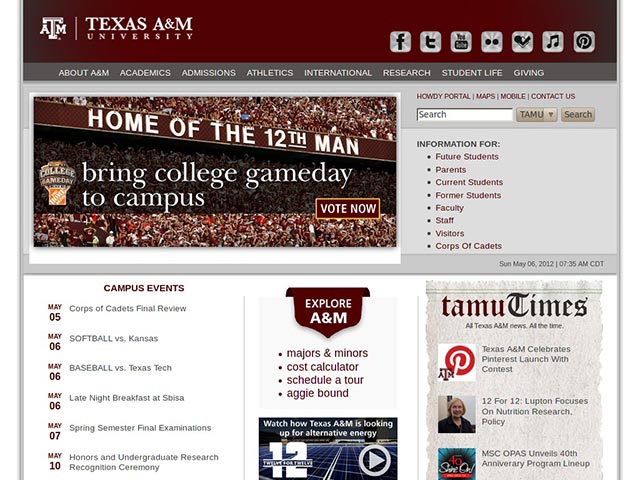 TEXAS A&M
UNIVERSITY
ABOUT A&M ACADEMICS ADMISSIONS ATHLETICS INTERNATIONAL RESEARCH STUDENT LIFE GIVING
HOWDY PORTAL | MAPS | MOBILE | CONTACT US
Search TAMU Search
HOME OF THE 12TH MAN
COLLEGE
GAMEDAY
bring college gameday
to campus
VOTE NOW
INFORMATION FOR:
Future Students
Parents
Current Students
Former Students
Faculty
Staff
Visitors
Corps Of Cadets
Sun May 06, 2012 | 07:35 AM CDT
CAMPUS EVENTS
MAY 05 Corps of Cadets Final Review
MAY 06 SOFTBALL vs. Kansas
MAY 06 BASEBALL vs. Texas Tech
MAY 06 Late Night Breakfast at Sbisa
MAY 07 Spring Semester Final Examinations
MAY 10 Honors and Undergraduate Research
Recognition Ceremony
EXPLORE
A&M
majors & minors
cost calculator
schedule a tour
aggie bound
Watch how Texas A&M is looking
up for alternative energy
12
TWELVE FOR TWELVE
tamuTimes
All Texas A&M news. All the time.
Texas A&M Celebrates
Pinterest Launch With
Contest
12 For 12: Lupton Focuses
On Nutrition Research,
Policy
MSC OPAS Unveils 40th
Anniverary Program Lineup